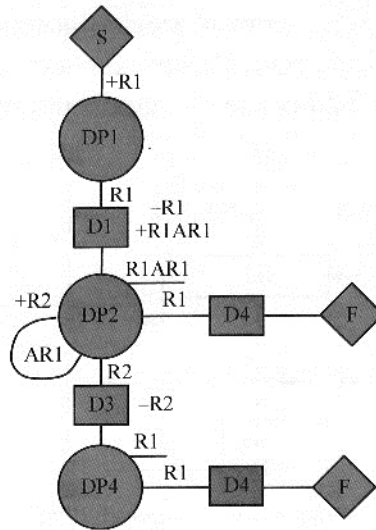 S
+R1
DP1
R1
–R1
D1
+R1AR1
R1AR1
+R2
R1
DP2
D4
F
AR1
R2
D3
–R2
R1
DP4
R1
D4
F